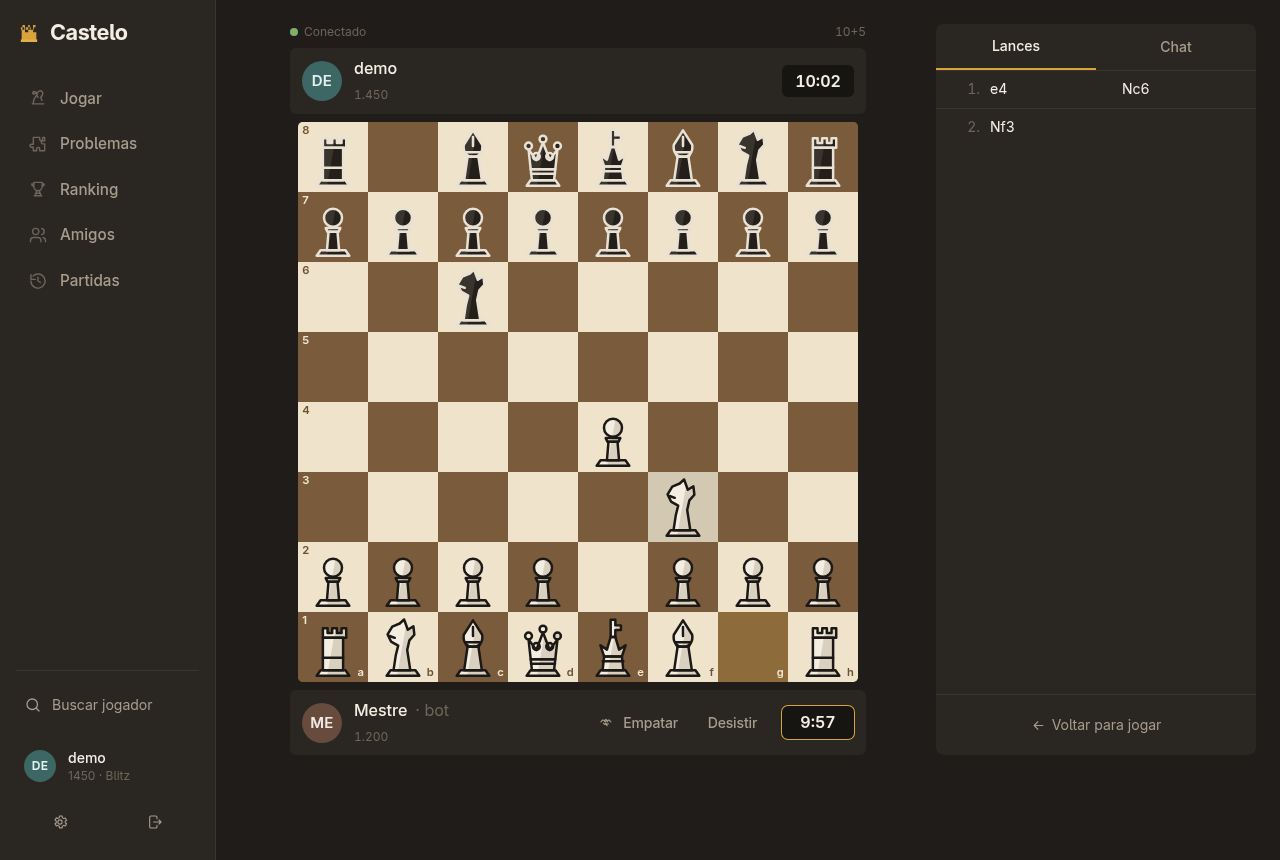 Castelo
Jogar
Problemas
Ranking
Amigos
Partidas
Buscar jogador
DE
demo
1450 · Blitz
Conectado
10+5
DE
demo
1.450
10:02
8
7
6
5
4
3
2
1
a
b
c
d
e
f
g
h
ME
Mestre · bot
1.200
Empatar
Desistir
9:57
Lances
Chat
1. e4 Nc6
2. Nf3
← Voltar para jogar